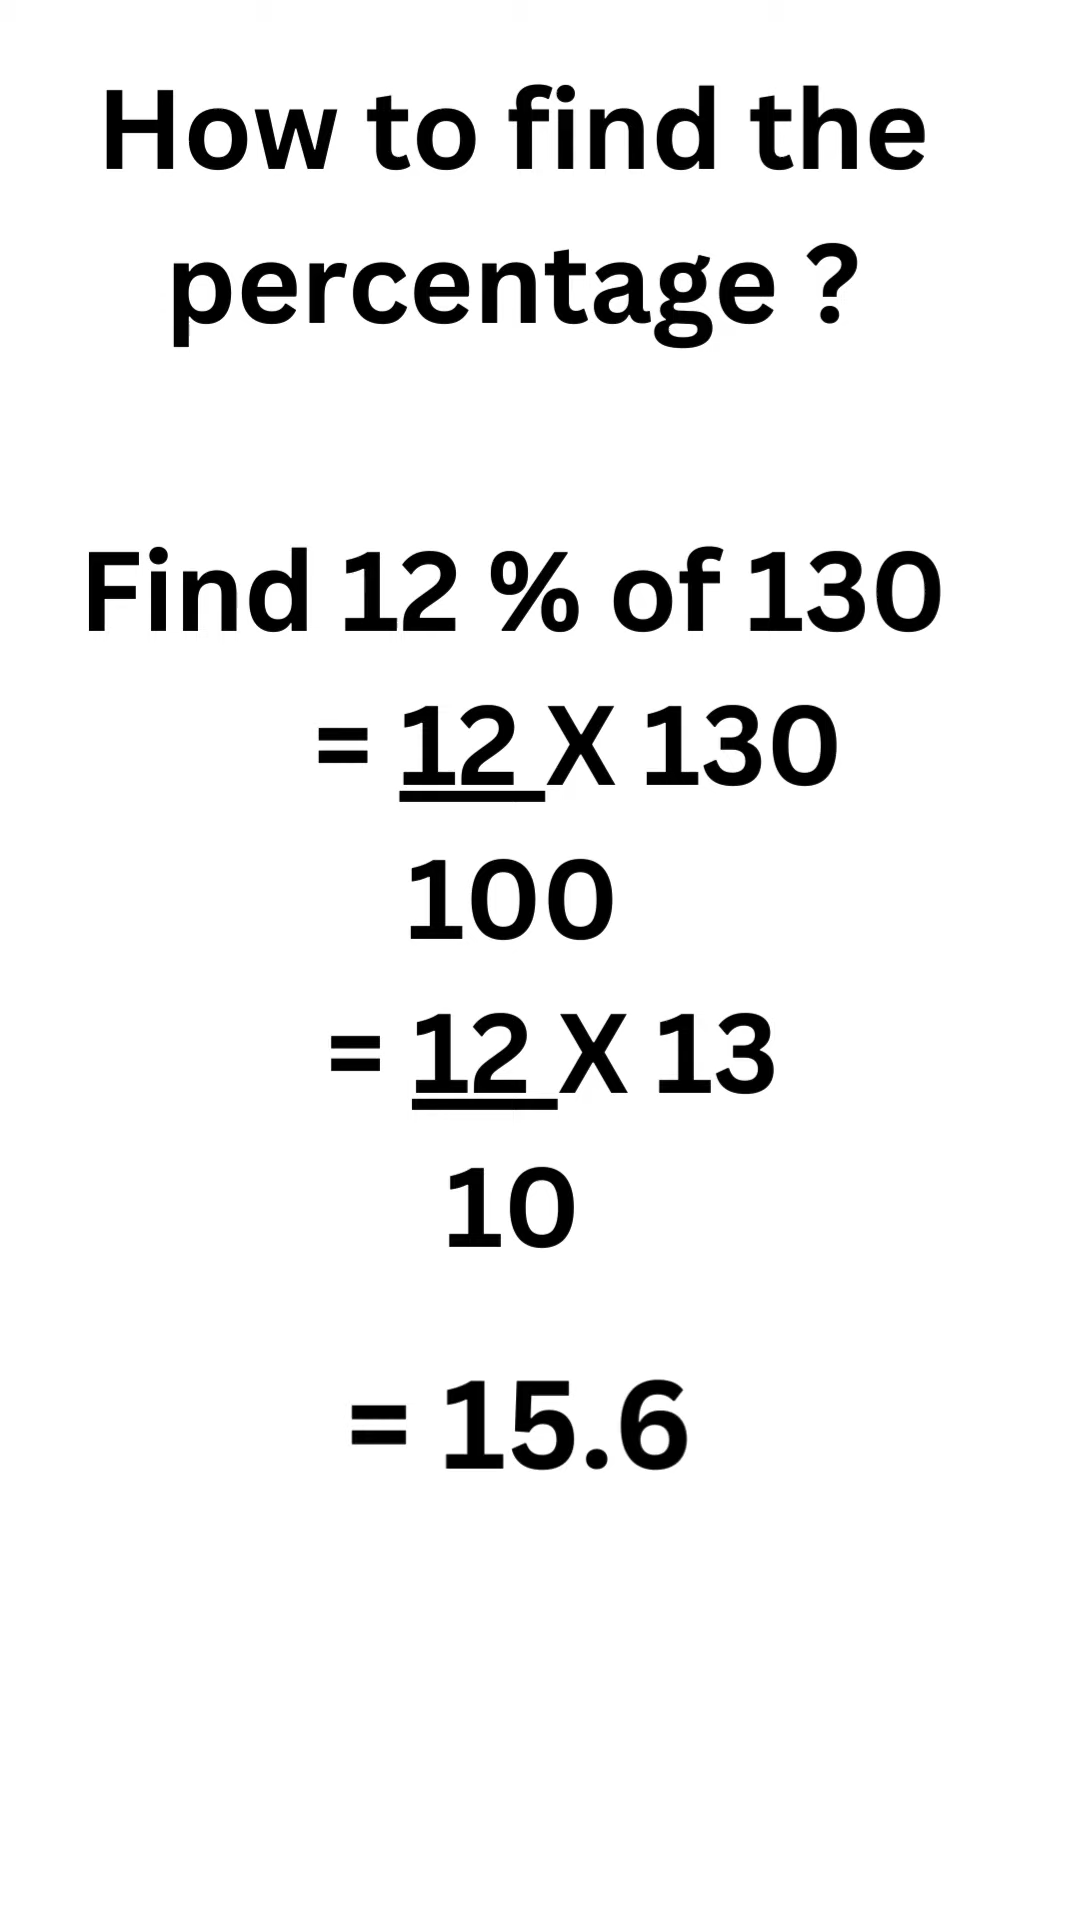 How to find the
percentage ?
Find 12 % of 130
= 12 X 130
100
= 12 X 13
10
= 15.6